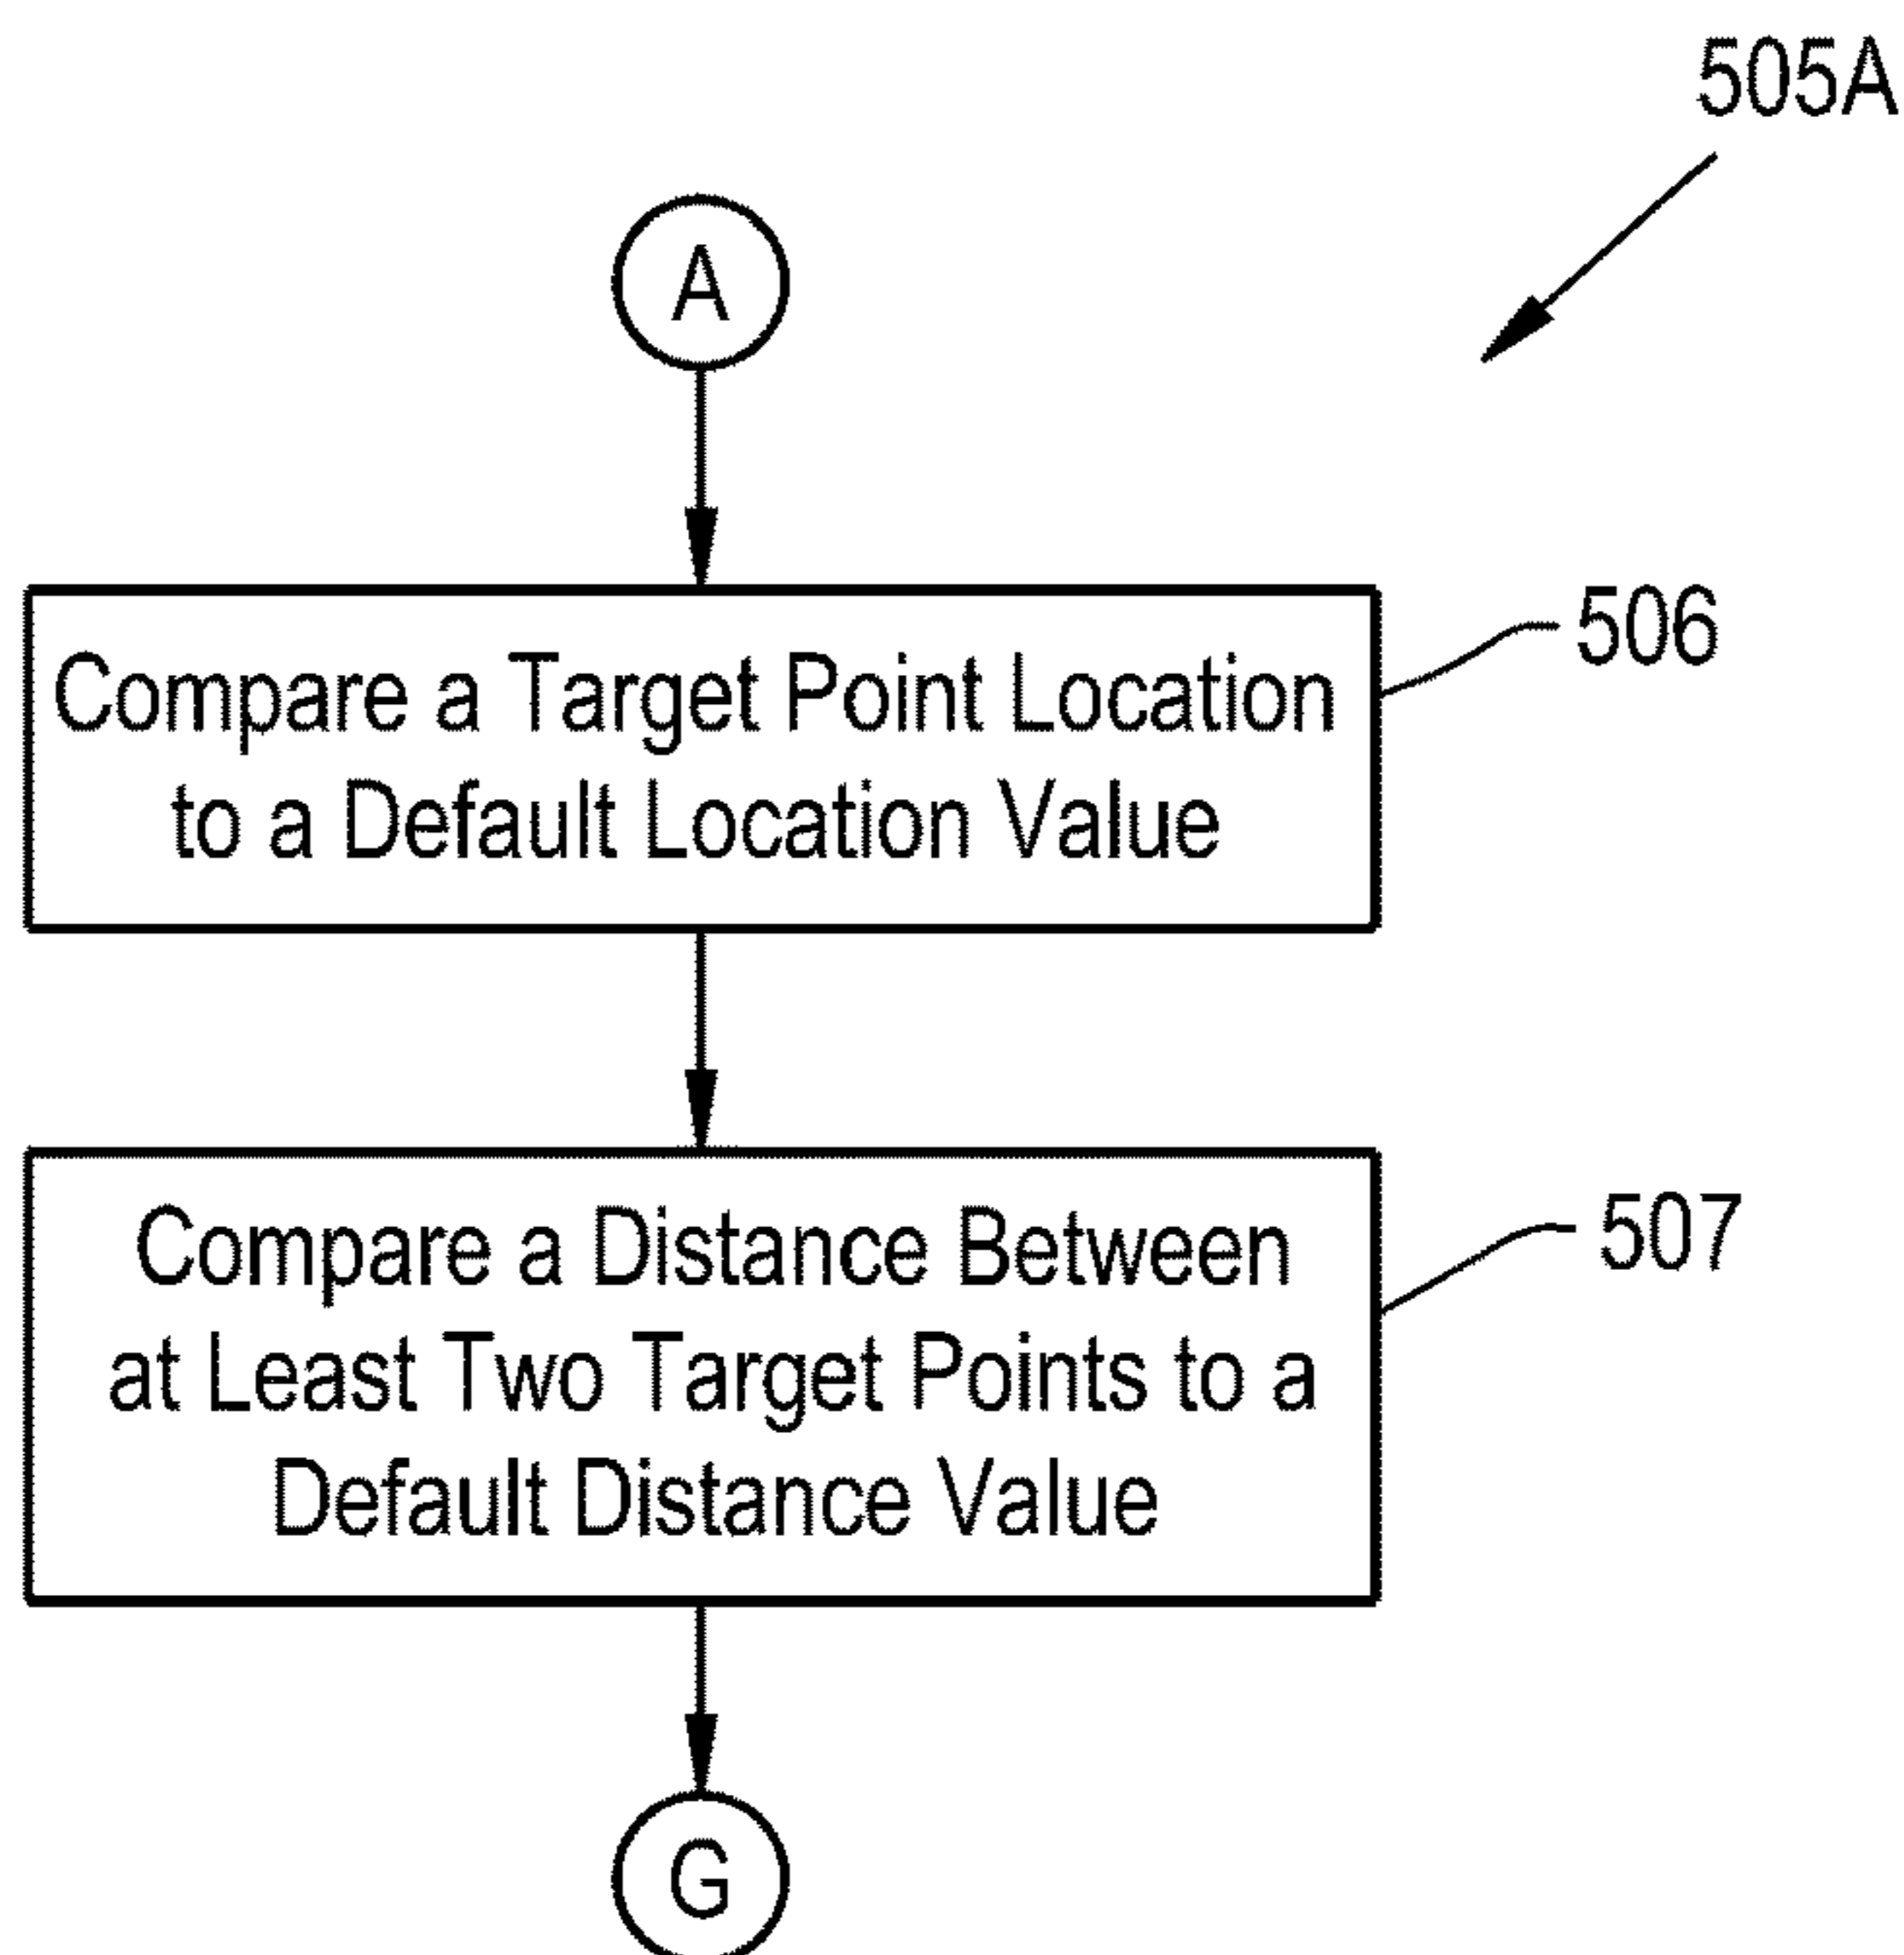 505A
A
Compare a Target Point Location
to a Default Location Value
506
Compare a Distance Between
at Least Two Target Points to a
Default Distance Value
507
G